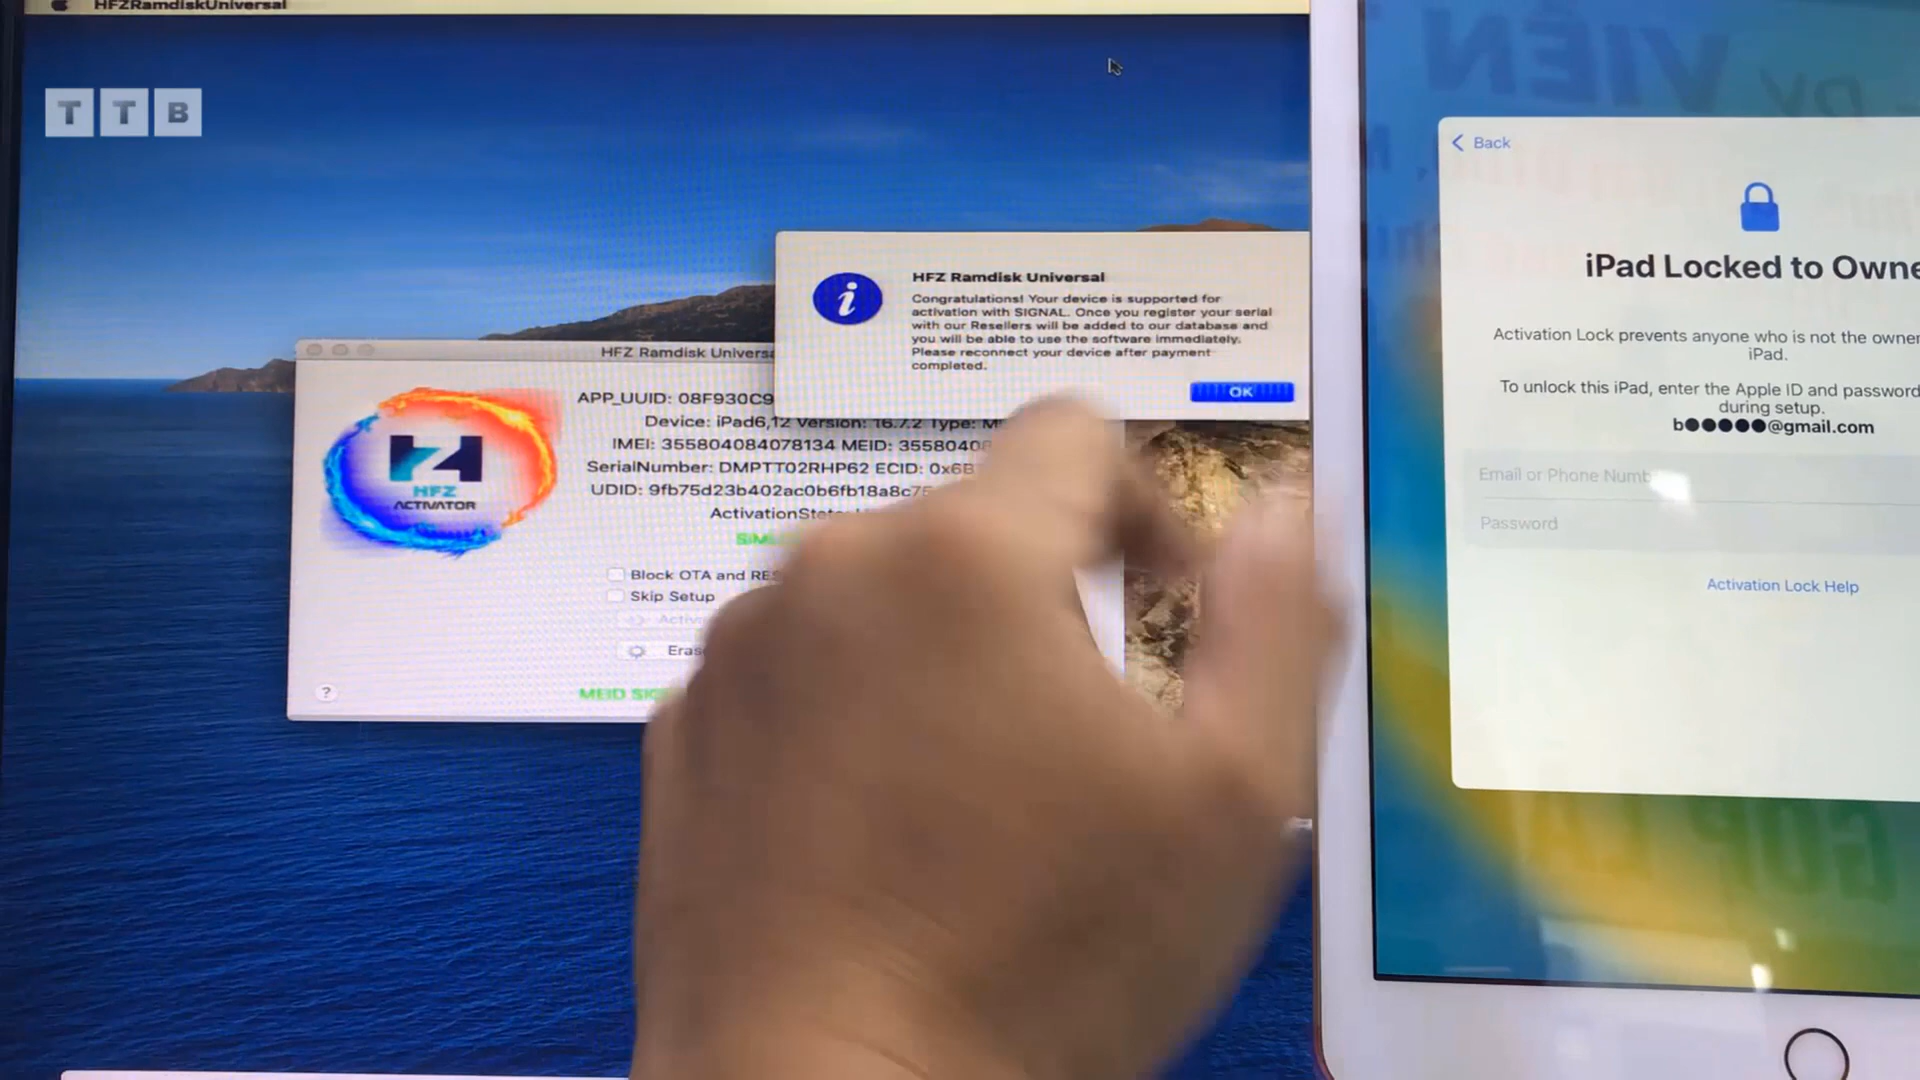 HFZRamdiskUniversal
T T B
HFZ Ramdisk Universal
Congratulations! Your device is supported for
activation with SIGNAL. Once you register your serial
with our Resellers will be added to our database and
you will be able to use the software immediately.
Please reconnect your device after payment
completed.
OK
HFZ Ramdisk Universa
APP_UUID: 08F930C9
Device: iPad6,12 Version: 16.7.2 Type:
IMEI: 355804084078134 MEID: 35580408
SerialNumber: DMPTT02RHP62 ECID: 0x6B
UDID: 9fb75d23b402ac0b6fb18a8c75
HFZ
ACTIVATOR
Block OTA and RES
Skip Setup
Eras
?
MEID
Back
iPad Locked to Owne
Activation Lock prevents anyone who is not the owner
iPad.
To unlock this iPad, enter the Apple ID and password
during setup.
b●●●●●@gmail.com
Email or Phone Numb
Password
Activation Lock Help
VIÊN